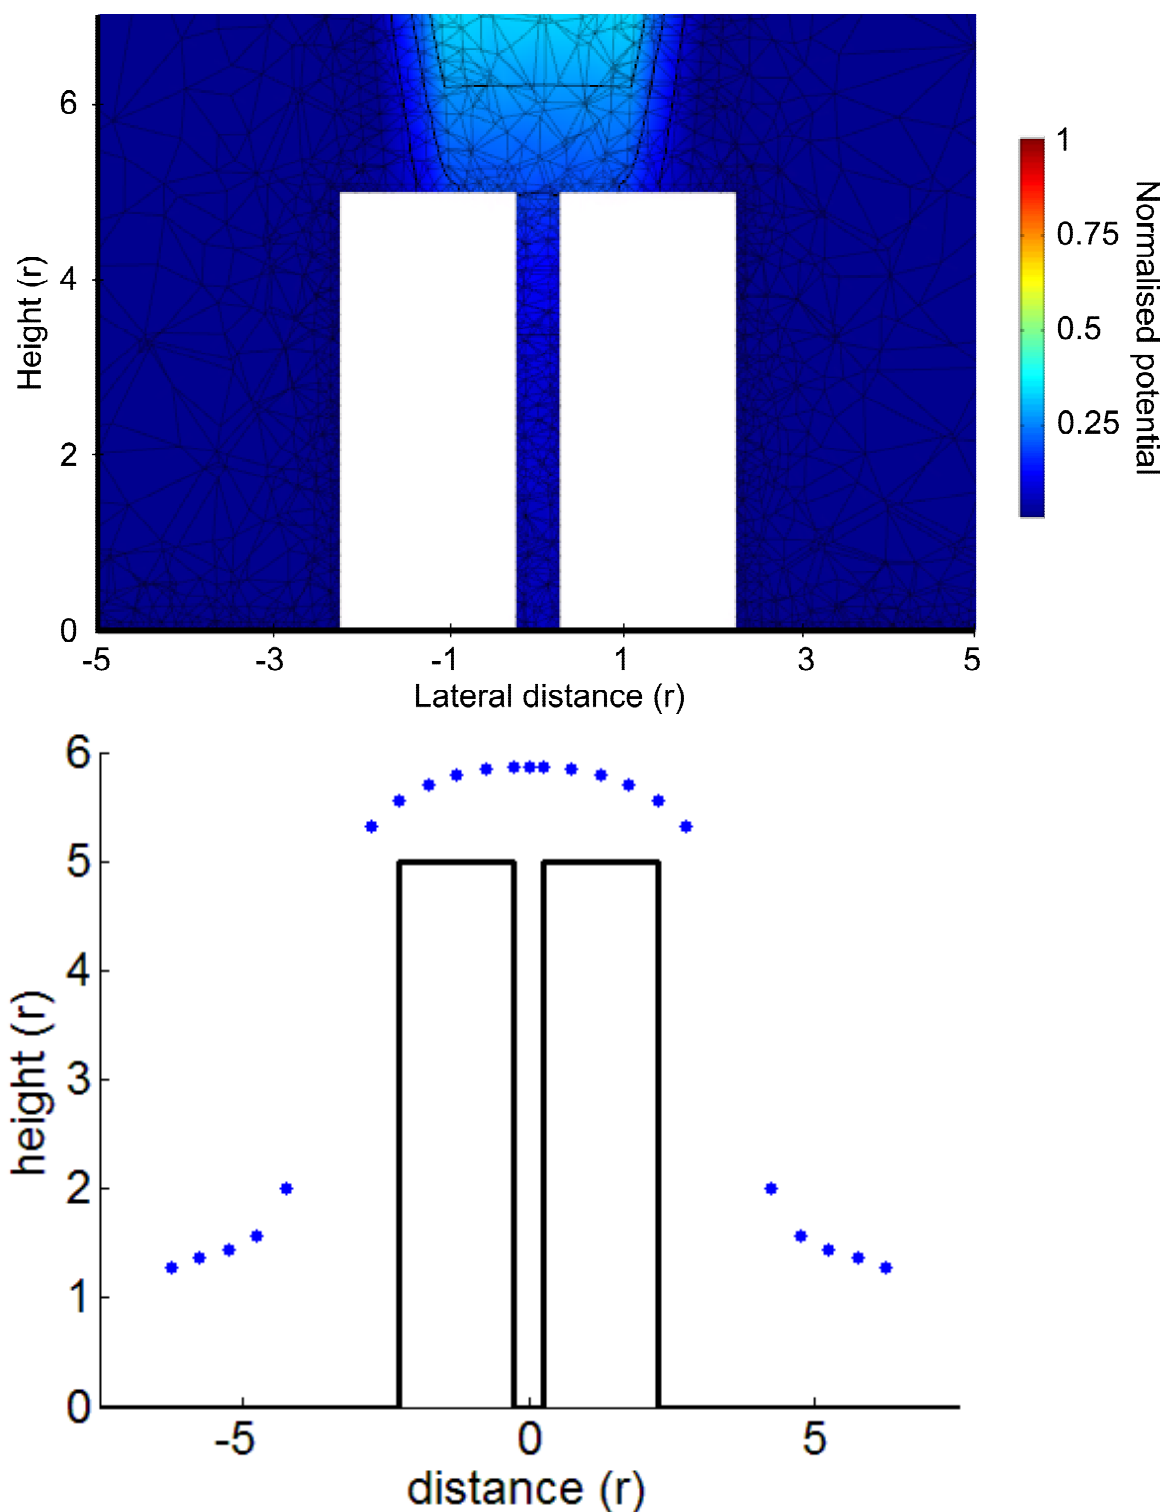 6
4
2
0
Height (r)
-5 -3 -1 1 3 5
Lateral distance (r)
1
0.75
0.5
0.25
Normalised potential
6
5
4
3
2
1
0
height (r)
-5 0 5
distance (r)